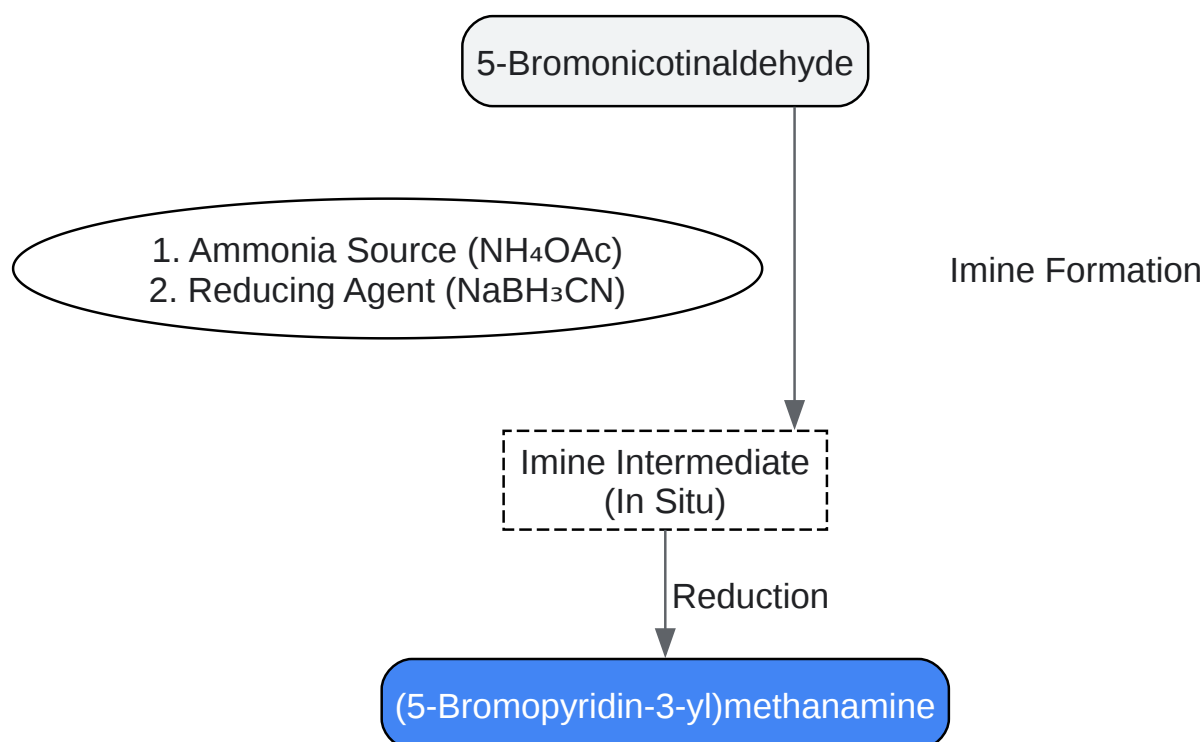 5-Bromonicotinaldehyde
1. Ammonia Source (NH₄OAc)
2. Reducing Agent (NaBH₃CN)
Imine Formation
Imine Intermediate
(In Situ)
Reduction
(5-Bromopyridin-3-yl)methanamine